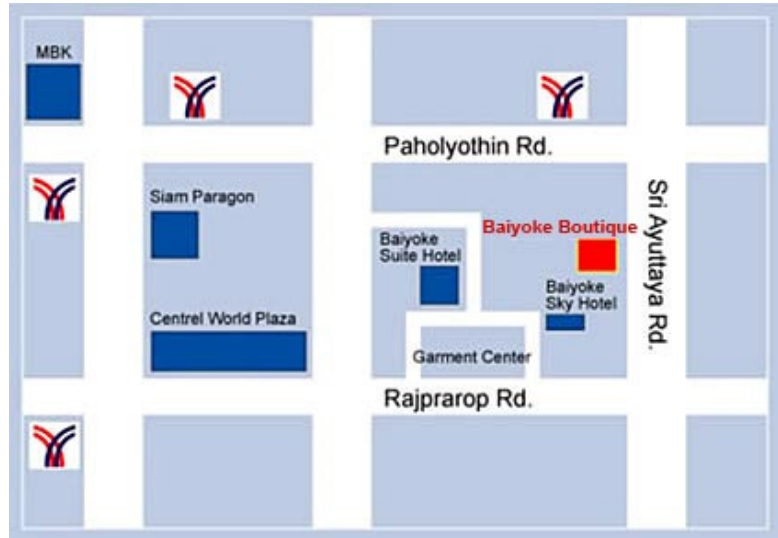 MBK
Paholyothin Rd.
Siam Paragon
Sri Ayuttaya Rd.
Baiyoke Boutique
Baiyoke
Suite Hotel
Baiyoke
Sky Hotel
Centrel World Plaza
Garment Center
Rajprarop Rd.